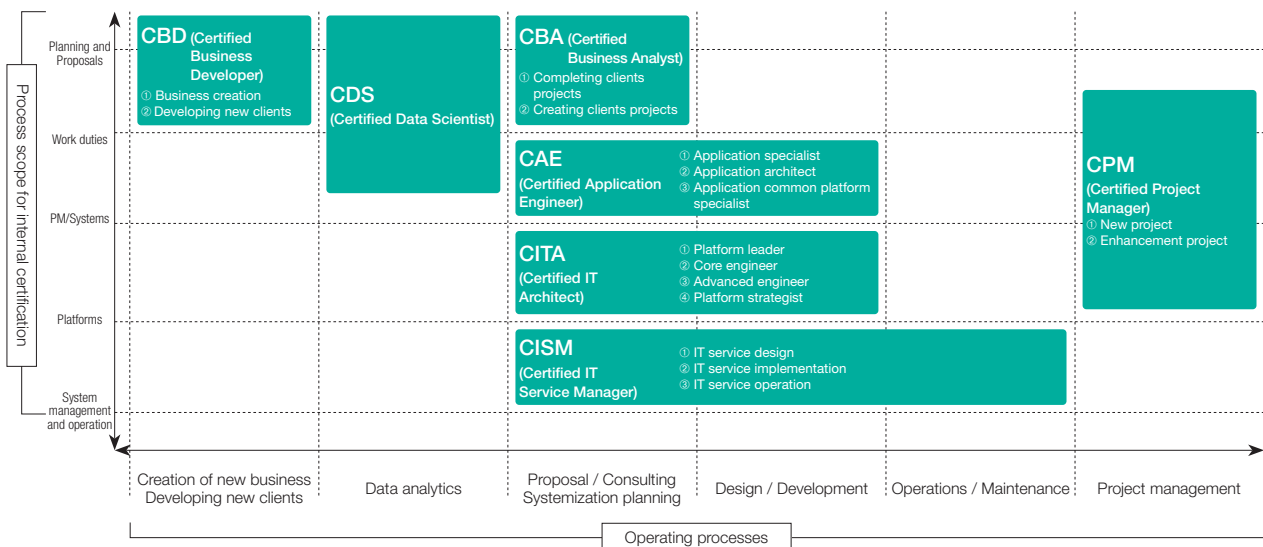 Process scope for internal certification
Planning and
Proposals
Work duties
PM/Systems
Platforms
System
management
and operation
CBD (Certified
Business
Developer)
① Business creation
② Developing new clients
CDS
(Certified Data Scientist)
CBA (Certified
Business Analyst)
① Completing clients
projects
② Creating clients projects
CAE
(Certified Application
Engineer)
① Application specialist
② Application architect
③ Application common platform
specialist
CITA
(Certified IT
Architect)
① Platform leader
② Core engineer
③ Advanced engineer
④ Platform strategist
CISM
(Certified IT
Service Manager)
① IT service design
② IT service implementation
③ IT service operation
CPM
(Certified Project
Manager)
① New project
② Enhancement project
Creation of new business
Developing new clients
Data analytics
Proposal / Consulting
Systemization planning
Design / Development
Operations / Maintenance
Project management
Operating processes